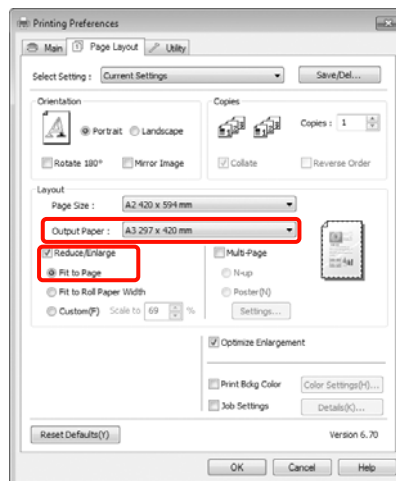 Printing Preferences
Main Page Layout Utility
Select Setting : Current Settings Save/Del...
Orientation Copies
A Portrait Landscape Copies : 1
Rotate 180° Mirror Image Collate Reverse Order
Layout
Page Size : A2 420 x 594 mm
Output Paper : A3 297 x 420 mm
Reduce/Enlarge Multi-Page
Fit to Page N-up
Fit to Roll Paper Width Poster(N)
Custom(F) Scale to 69 % Settings...
Optimize Enlargement
Print Bckg Color Color Settings(H)...
Job Settings Details(K)...
Reset Defaults(Y) Version 6.70
OK Cancel Help